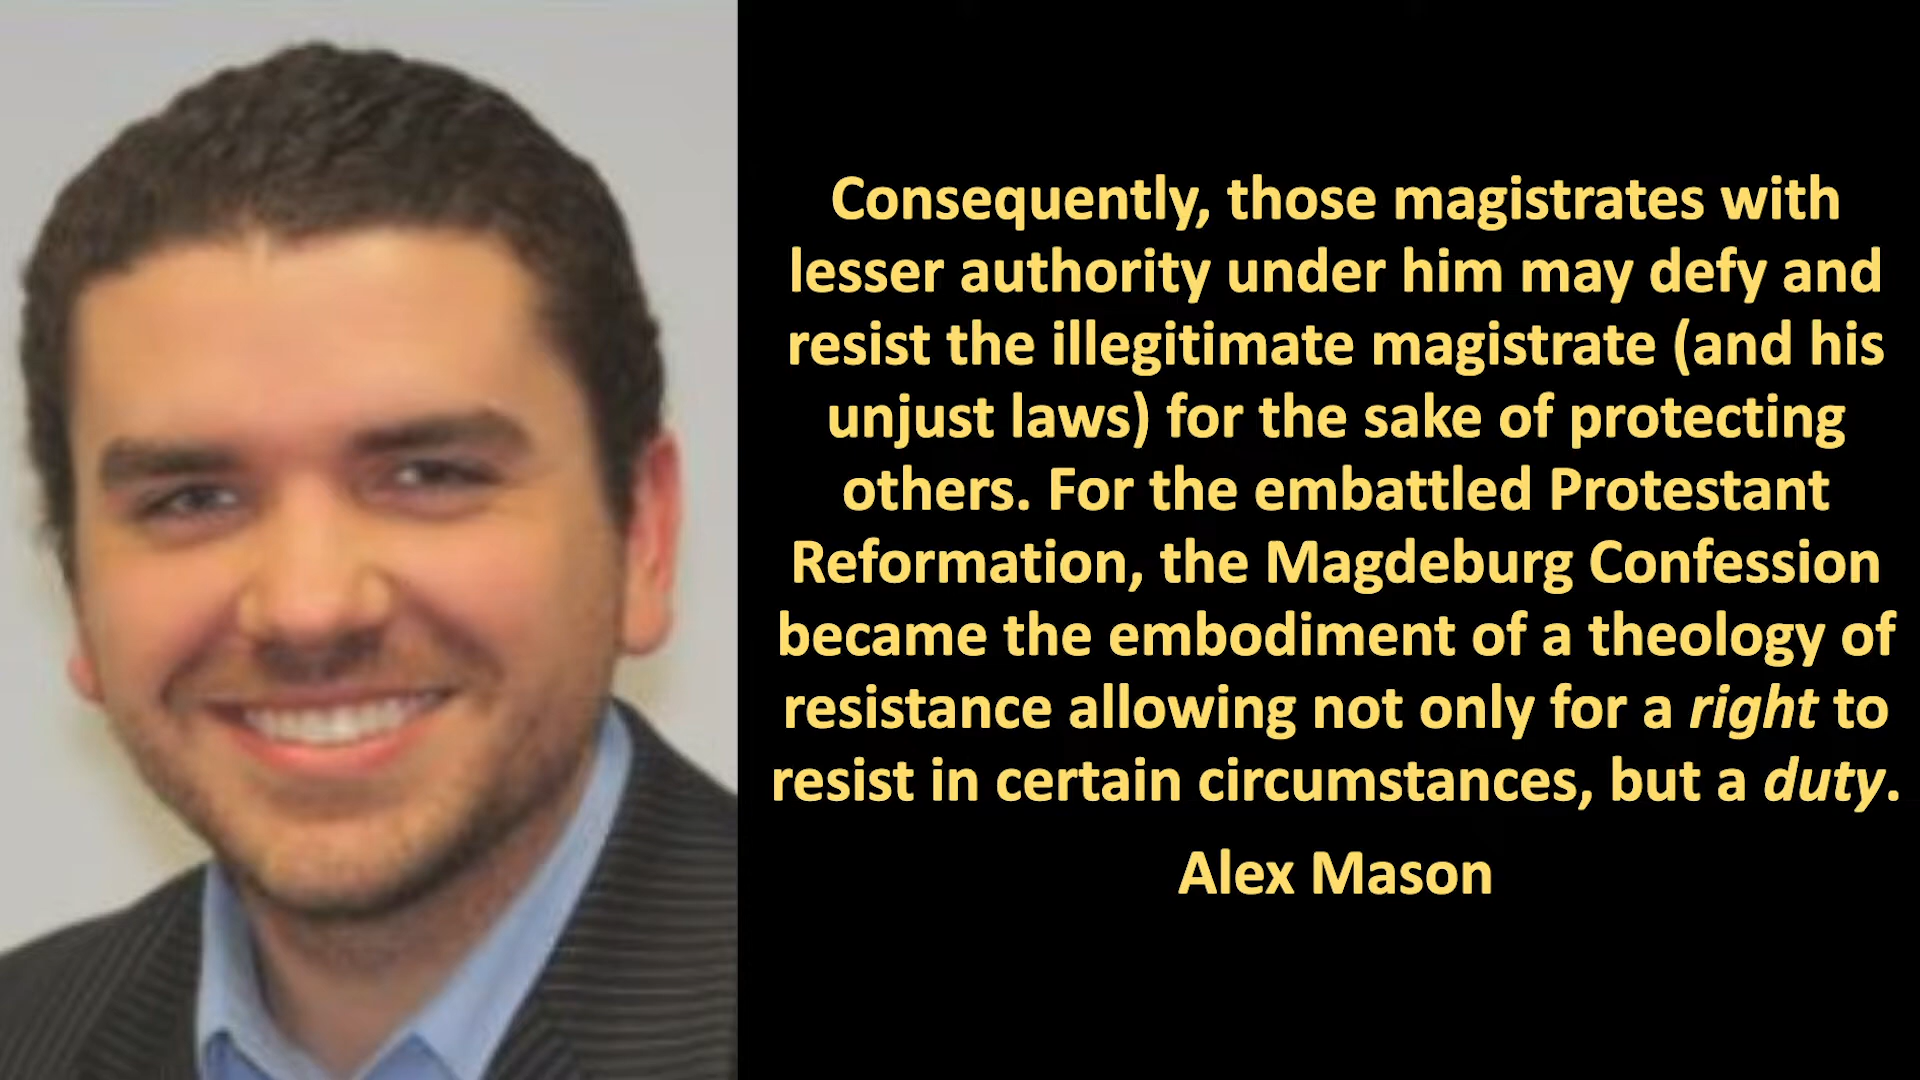 Consequently, those magistrates with
lesser authority under him may defy and
resist the illegitimate magistrate (and his
unjust laws) for the sake of protecting
others. For the embattled Protestant
Reformation, the Magdeburg Confession
became the embodiment of a theology of
resistance allowing not only for a right to
resist in certain circumstances, but a duty.
Alex Mason